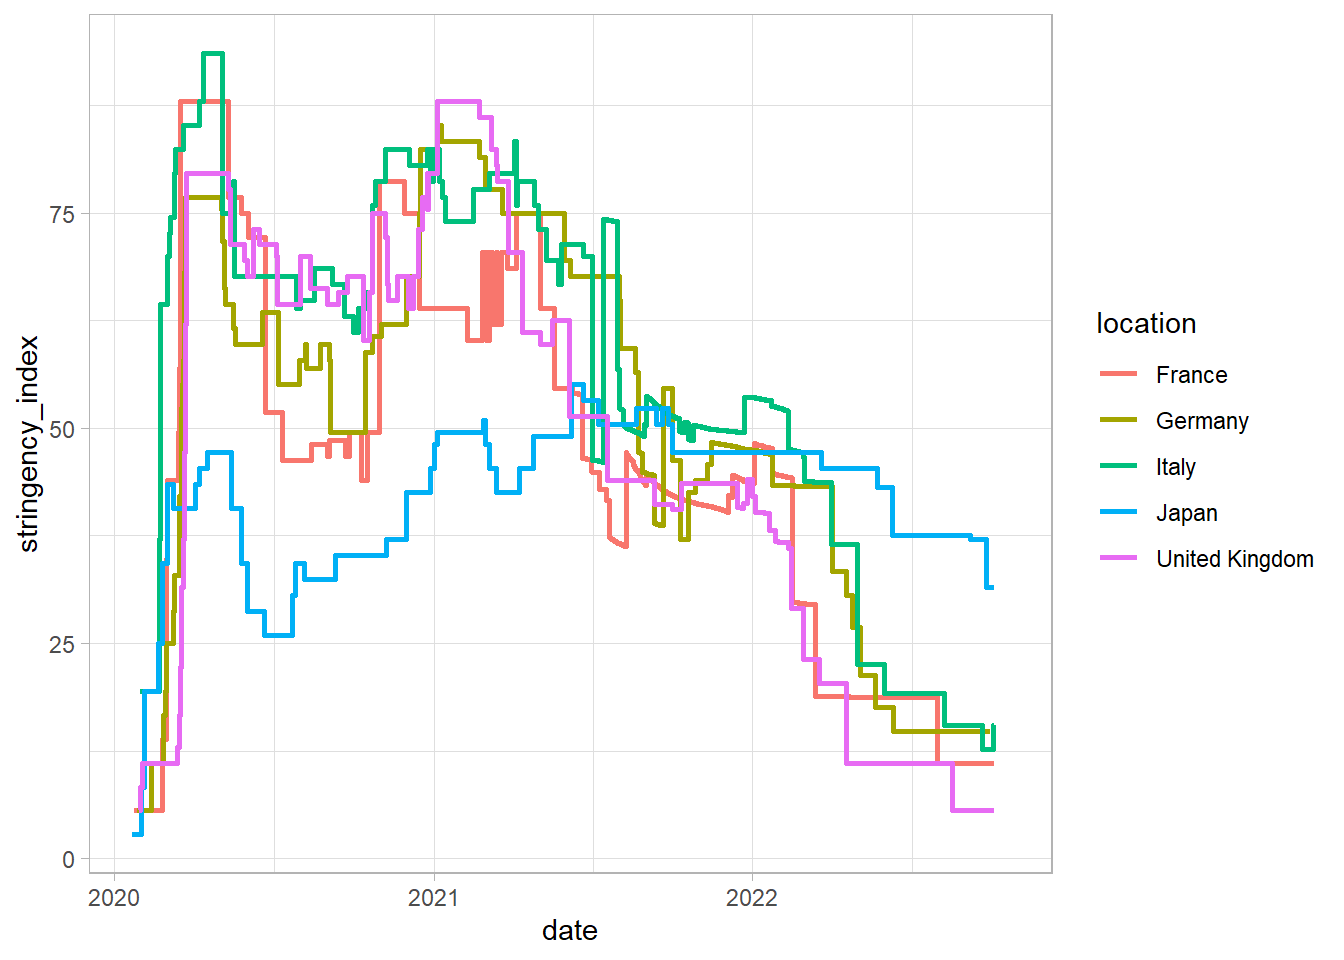 stringency_index
75
50
25
0
2020
2021
2022
date
location
France
Germany
Italy
Japan
United Kingdom